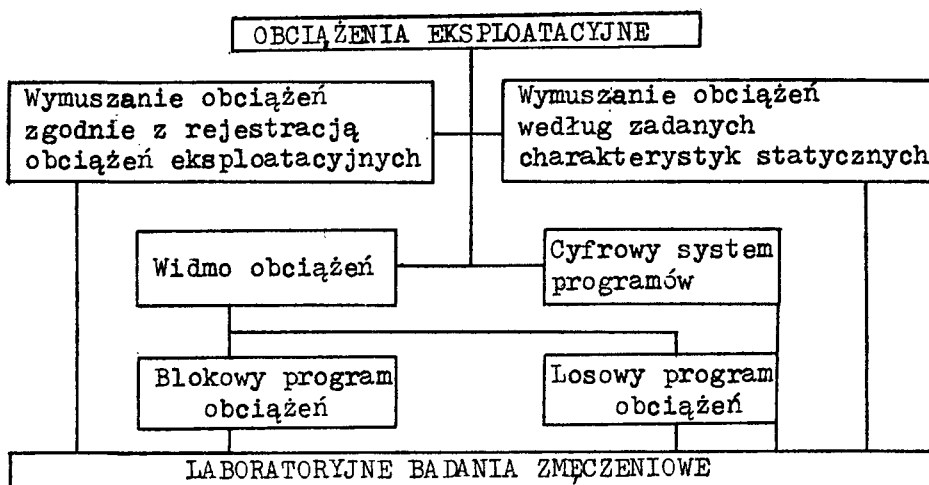 OBCIĄŻENIA EKSPLOATACYJNE
Wymuszanie obciążeń
zgodnie z rejestracją
obciążeń eksploatacyjnych
Wymuszanie obciążeń
według zadanych
charakterystyk statycznych
Widmo obciążeń
Cyfrowy system
programów
Blokowy program
obciążeń
Losowy program
obciążeń
LABORATORYJNE BADANIA ZMĘCZENIOWE